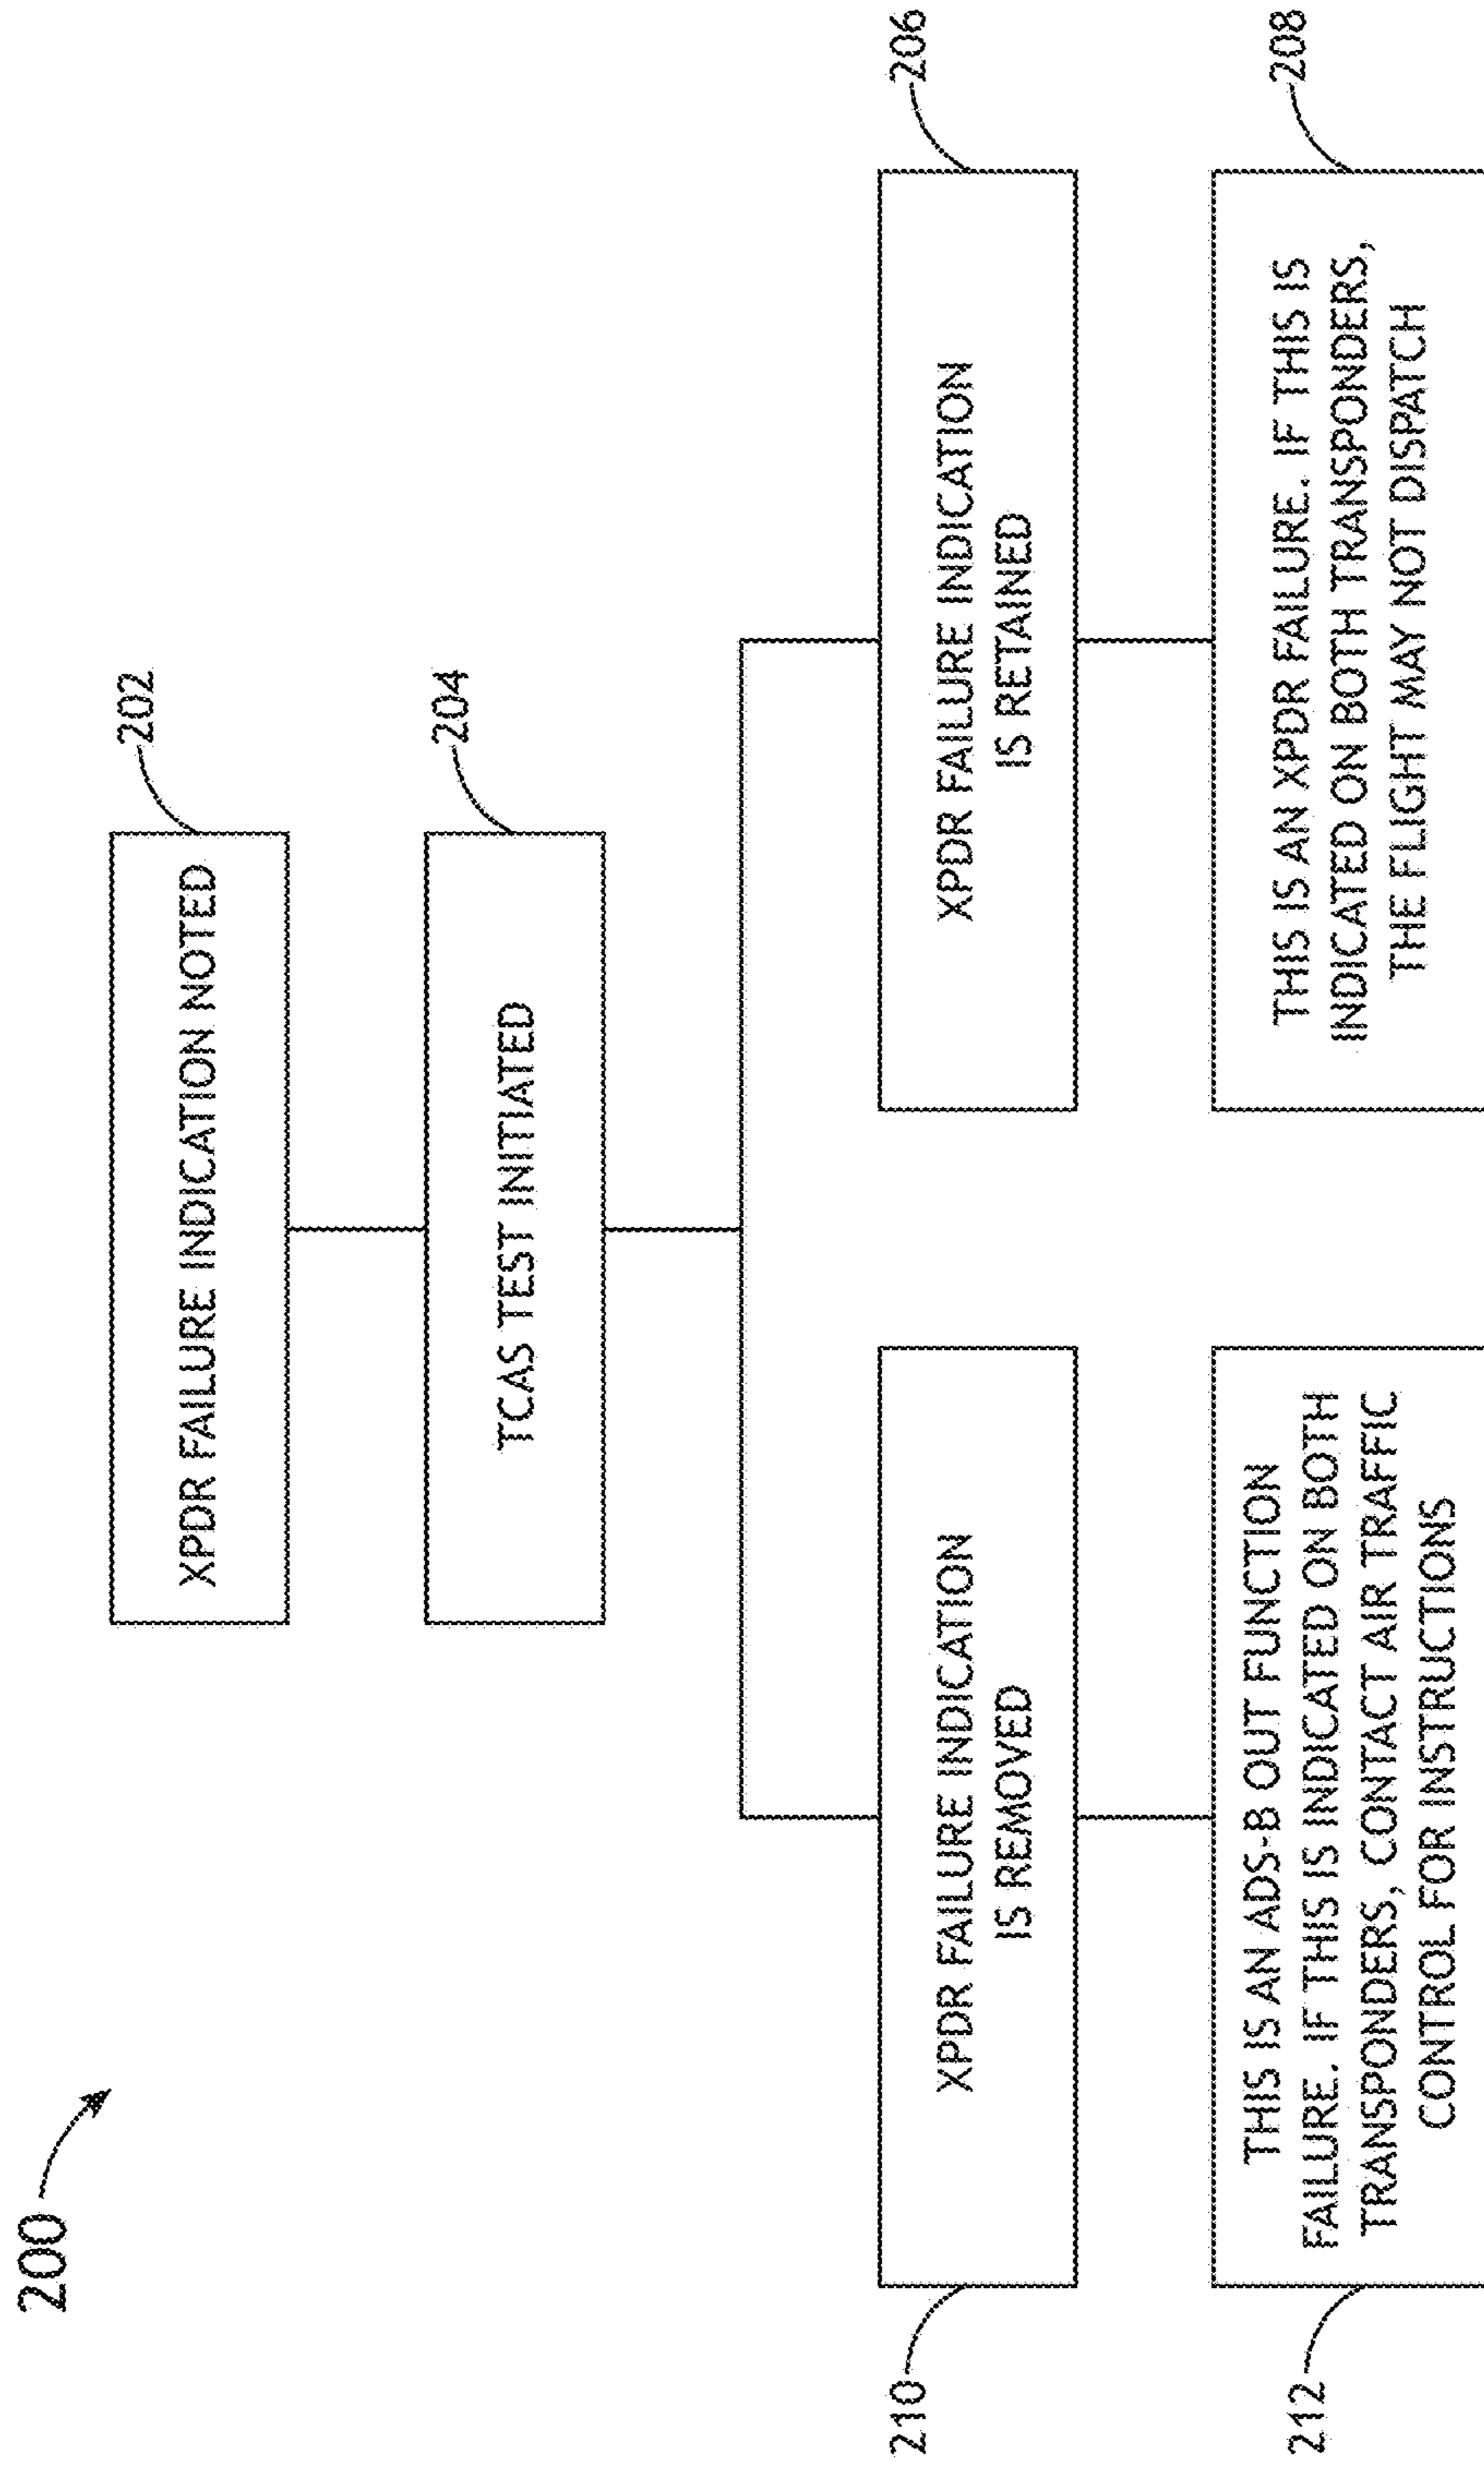 200
XPDR FAILURE INDICATION NOTED
202
TCAS TEST INITIATED
204
210
XPDR FAILURE INDICATION
IS REMOVED
XPDR FAILURE INDICATION
IS RETAINED
206
212
THIS IS AN ADS-B OUT FUNCTION
FAILURE. IF THIS IS INDICATED ON BOTH
TRANSPONDERS, CONTACT AIR TRAFFIC
CONTROL FOR INSTRUCTIONS
THIS IS AN XPDR FAILURE. IF THIS IS
INDICATED ON BOTH TRANSPONDERS,
THE FLIGHT MAY NOT DISPATCH
208